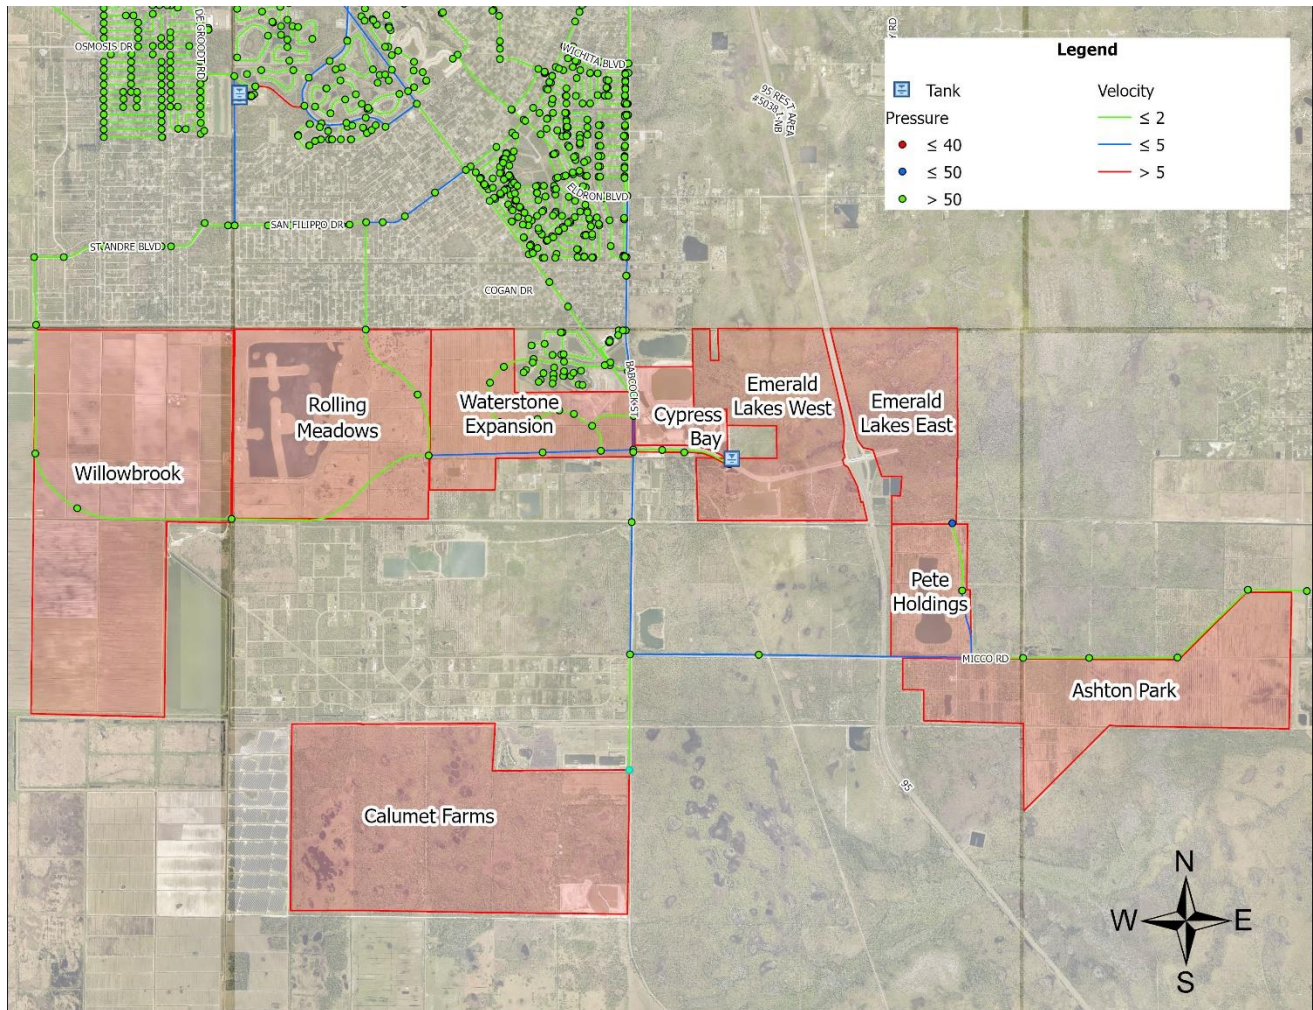 OSMOSIS DR
DE GROODT RD
WICHITA BLVD
95 REST AREA
#5038.1-NB
Y RD
Legend
Tank
Velocity
Pressure
≤ 2
≤ 40
≤ 5
≤ 50
> 5
> 50
ELDRON BLVD
SAN FILIPPO DR
ST ANDRE BLVD
COGAN DR
BABCOCK ST
Willowbrook
Rolling
Meadows
Waterstone
Expansion
Cypress
Bay
Emerald
Lakes West
Emerald
Lakes East
Pete
Holdings
MICCO RD
Ashton Park
Calumet Farms
95
N
W
E
S